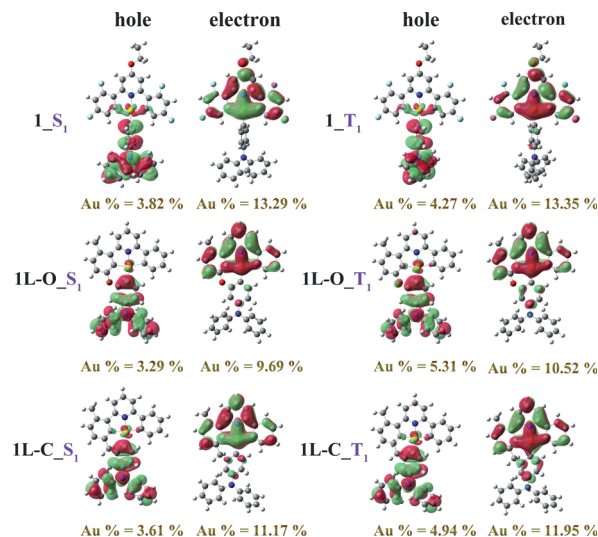 hole electron hole electron
1_S1 1_T1
Au % = 3.82 % Au % = 13.29 % Au % = 4.27 % Au % = 13.35 %
1L-O_S1 1L-O_T1
Au % = 3.29 % Au % = 9.69 % Au % = 5.31 % Au % = 10.52 %
1L-C_S1 1L-C_T1
Au % = 3.61 % Au % = 11.17 % Au % = 4.94 % Au % = 11.95 %